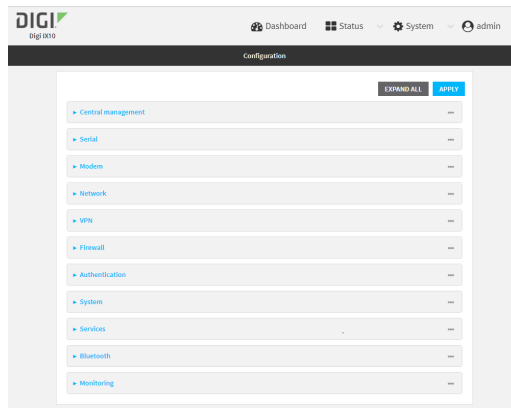 DIGI
Digi IX10
Dashboard Status System admin
Configuration
EXPAND ALL APPLY
Central management
Serial
Modem
Network
VPN
Firewall
Authentication
System
Services
Bluetooth
Monitoring